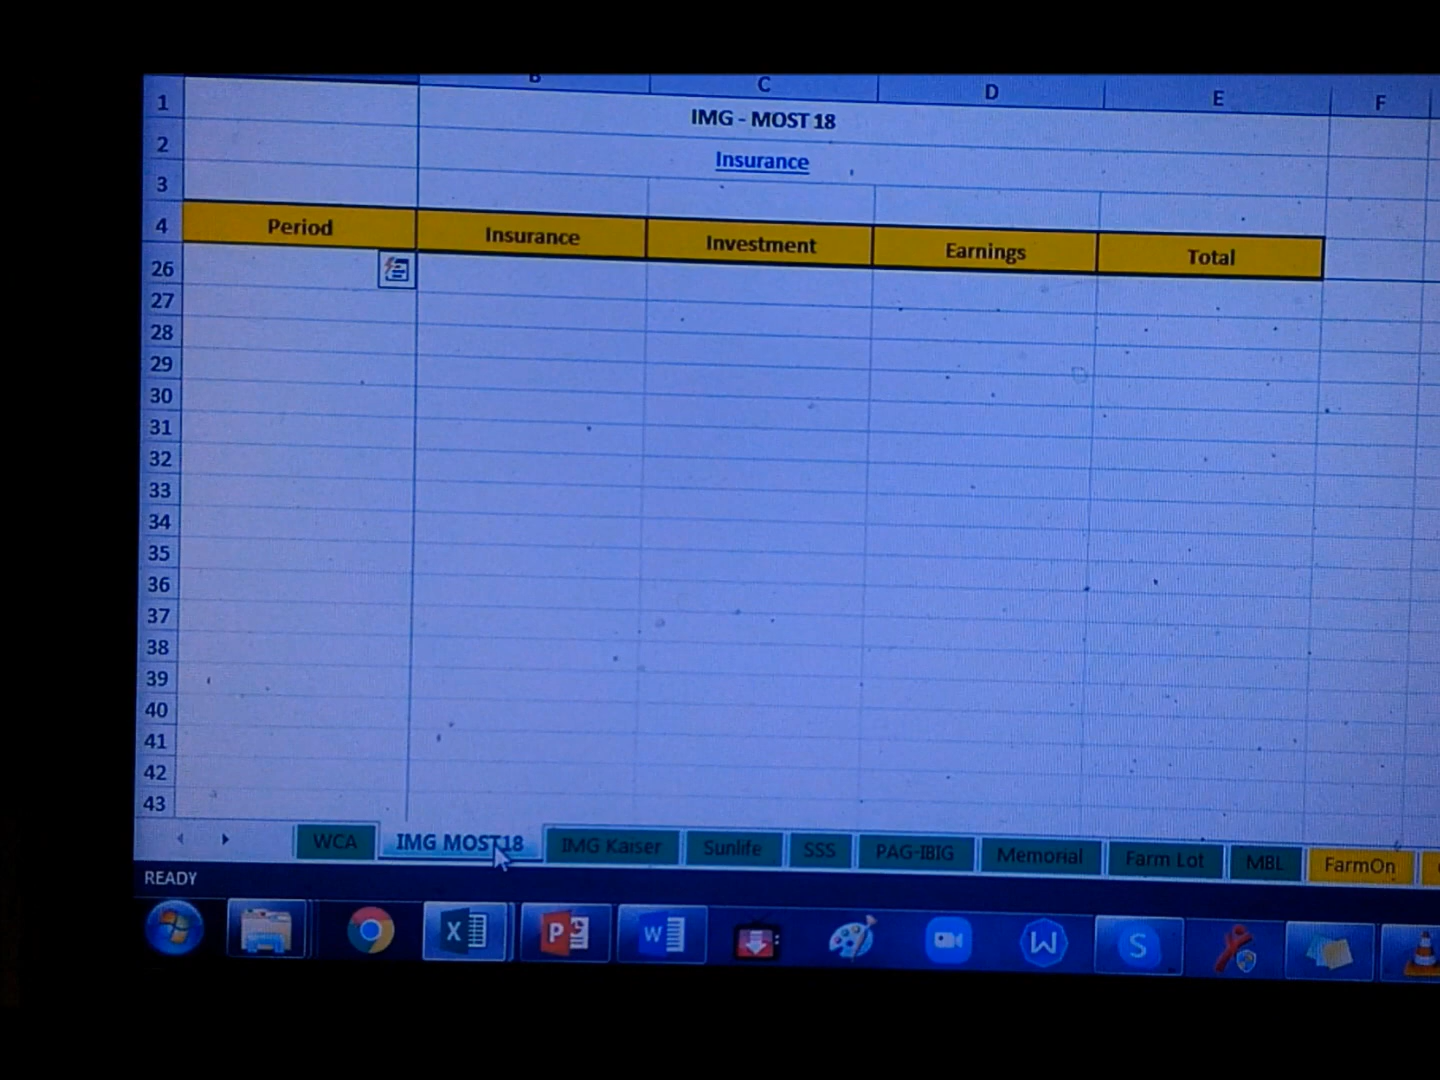 B C D E F
1 IMG - MOST 18
2 Insurance
3
4 Period Insurance Investment Earnings Total
26
27
28
29
30
31
32
33
34
35
36
37
38
39
40
41
42
43
WCA IMG MOST18 IMG Kaiser Sunlife SSS PAG-IBIG Memorial Farm Lot MBL FarmOn
READY
X P W W S